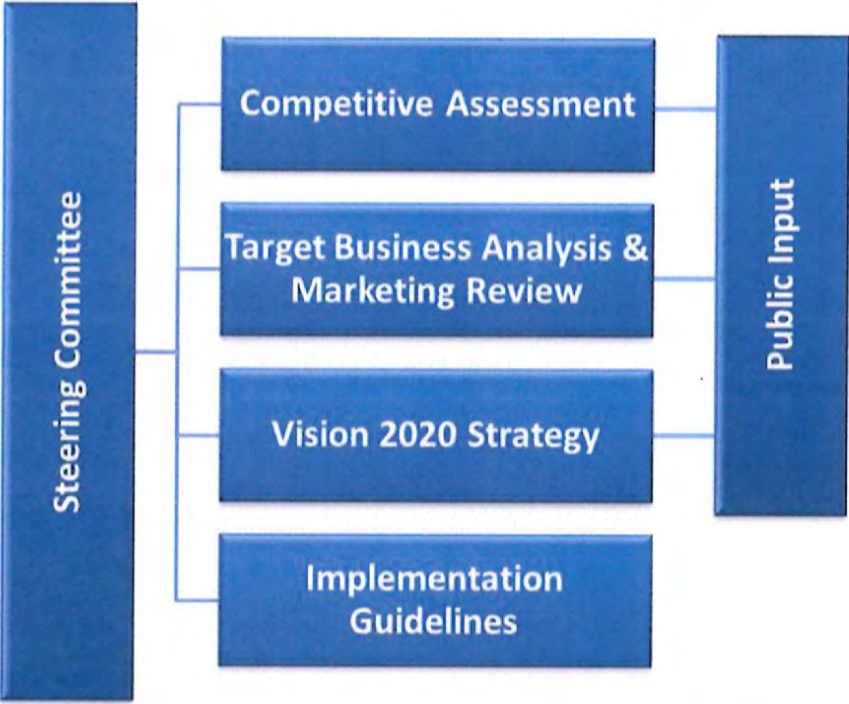 Steering Committee
Competitive Assessment
Target Business Analysis &
Marketing Review
Vision 2020 Strategy
Implementation
Guidelines
Public Input